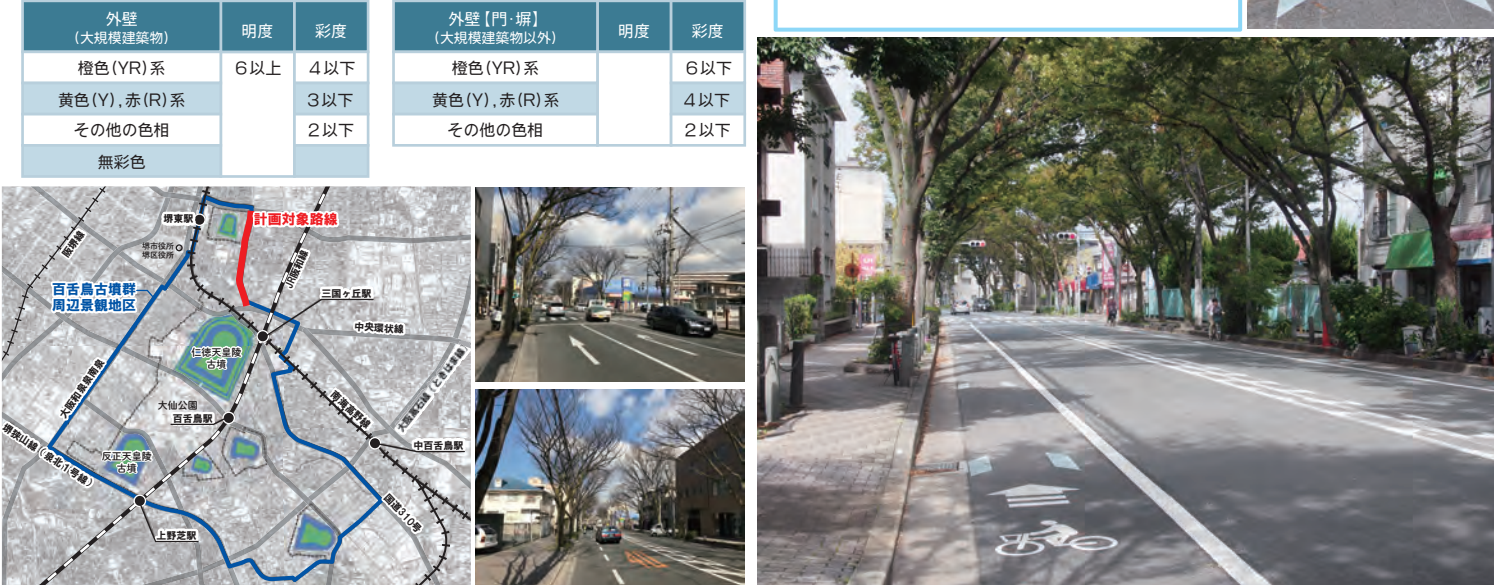 外壁
(大規模建築物)
明度
彩度
橙色(YR)系
6以上
4以下
黄色(Y),赤(R)系
3以下
その他の色相
2以下
無彩色
外壁【門・塀】
(大規模建築物以外)
明度
彩度
橙色(YR)系
6以下
黄色(Y),赤(R)系
4以下
その他の色相
2以下
堺東駅
計画対象路線
堺市役所
堺区役所
阪堺線
JR阪和線
百舌鳥古墳群
周辺景観地区
三国ヶ丘駅
中央環状線
仁徳天皇陵
古墳
大阪和泉泉南線
大仙公園
百舌鳥駅
南海高野線
大阪高石線(ときはま線)
中百舌鳥駅
堺狭山線(泉北1号線)
反正天皇陵
古墳
国道310号
上野芝駅